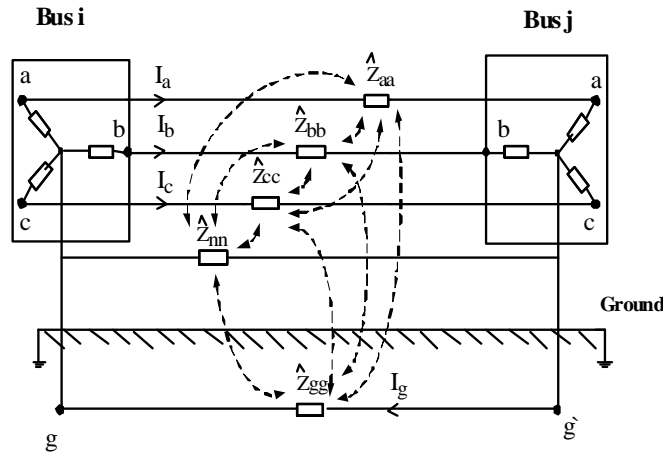 Bus i
Bus j
a
I_a
Ẑ_aa
a
b
I_b
Ẑ_bb
b
I_c
Ẑ_cc
c
c
Ẑ_nn
Ground
Ẑ_gg
I_g
g
g`